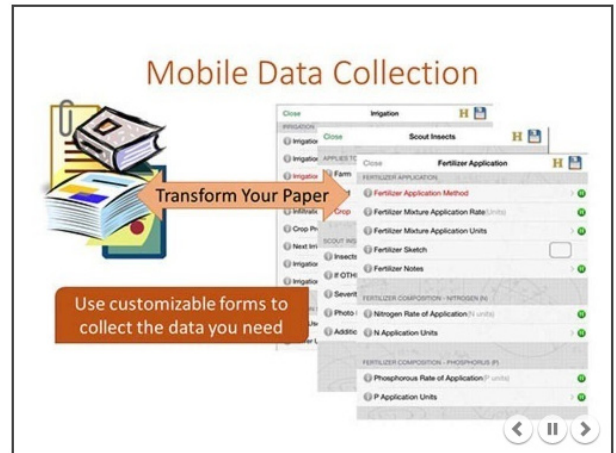 Mobile Data Collection
Close Irrigation H
IRRIGATION
Irrigation
Irrigation
Irrigation
Infiltratio
Crop Pr
Next Irri
Irrigation
Irrigation
Close Scout Insects H
APPLIES TO
Farm
Crop
SCOUT INS
Insects
If OTH
Severit
Photo
Additic
Close Fertilizer Application H
FERTILIZER APPLICATION
Fertilizer Application Method H
Fertilizer Mixture Application Rate(Units) H
Fertilizer Mixture Application Units H
Fertilizer Sketch
Fertilizer Notes H
FERTILIZER COMPOSITION - NITROGEN (N)
Nitrogen Rate of Application(N units) H
N Application Units H
FERTILIZER COMPOSITION - PHOSPHORUS (P)
Phosphorous Rate of Application(P units) H
P Application Units H
Transform Your Paper
Use customizable forms to
collect the data you need